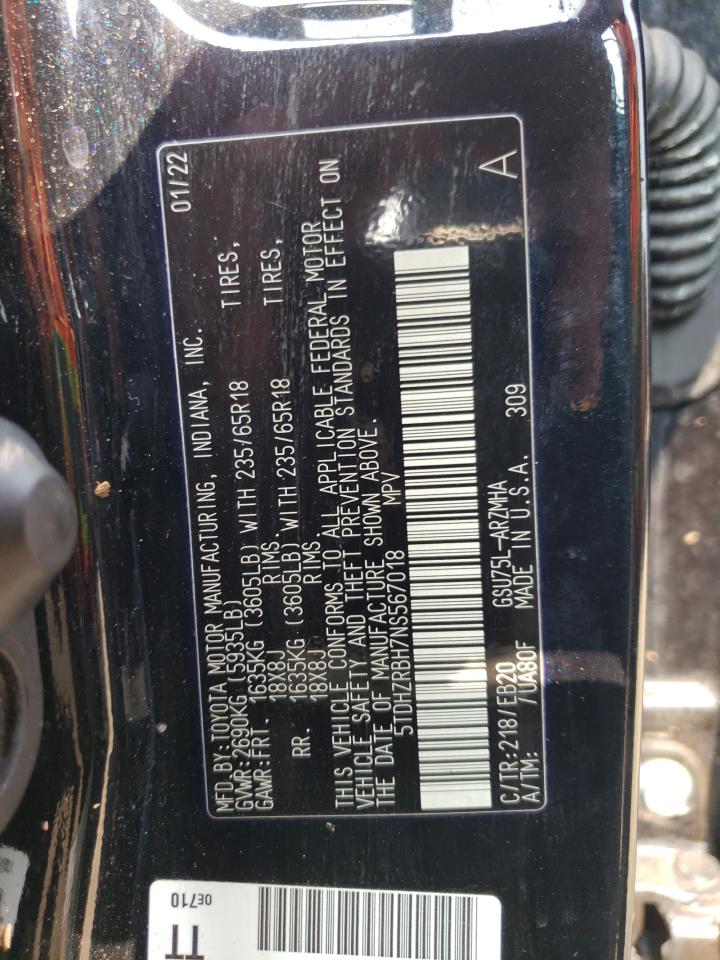 MFD. BY: TOYOTA MOTOR MANUFACTURING, INDIANA, INC. 01/22
GVWR: 2690KG (5935LB)
GAWR: FRT. 1635KG (3605LB) WITH 235/65R18 TIRES,
18X8J RIMS.
RR. 1635KG (3605LB) WITH 235/65R18 TIRES,
18X8J RIMS.
THIS VEHICLE CONFORMS TO ALL APPLICABLE FEDERAL MOTOR
VEHICLE SAFETY AND THEFT PREVENTION STANDARDS IN EFFECT ON
THE DATE OF MANUFACTURE SHOWN ABOVE.
5TDHZRBH7NS567018 MPV
C/TR: 218/EB20 GSU75L-ARZMHA
A/TM: /UA80F MADE IN U.S.A. 309 A
0E710
TT